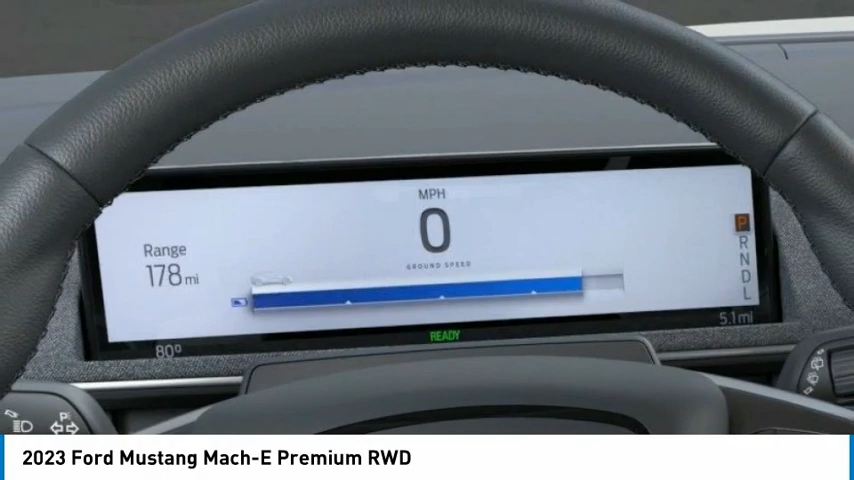 MPH
0
GROUND SPEED
Range
178 mi
P
R
N
D
L
5.1 mi
READY
80°
P
2023 Ford Mustang Mach-E Premium RWD